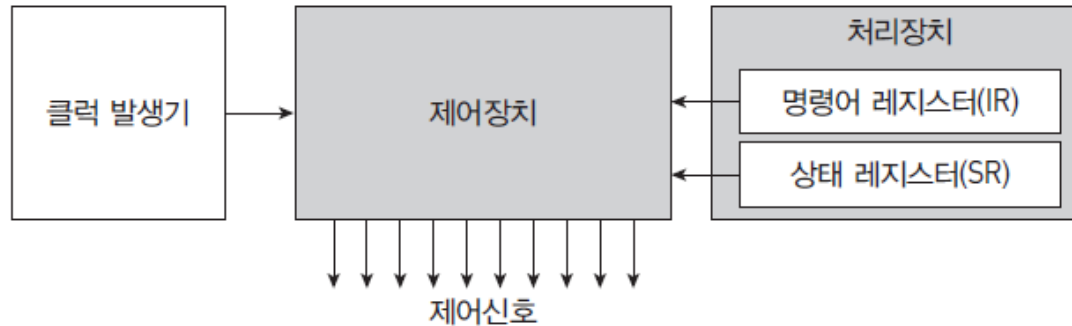 클럭 발생기
제어장치
처리장치
명령어 레지스터(IR)
상태 레지스터(SR)
제어신호